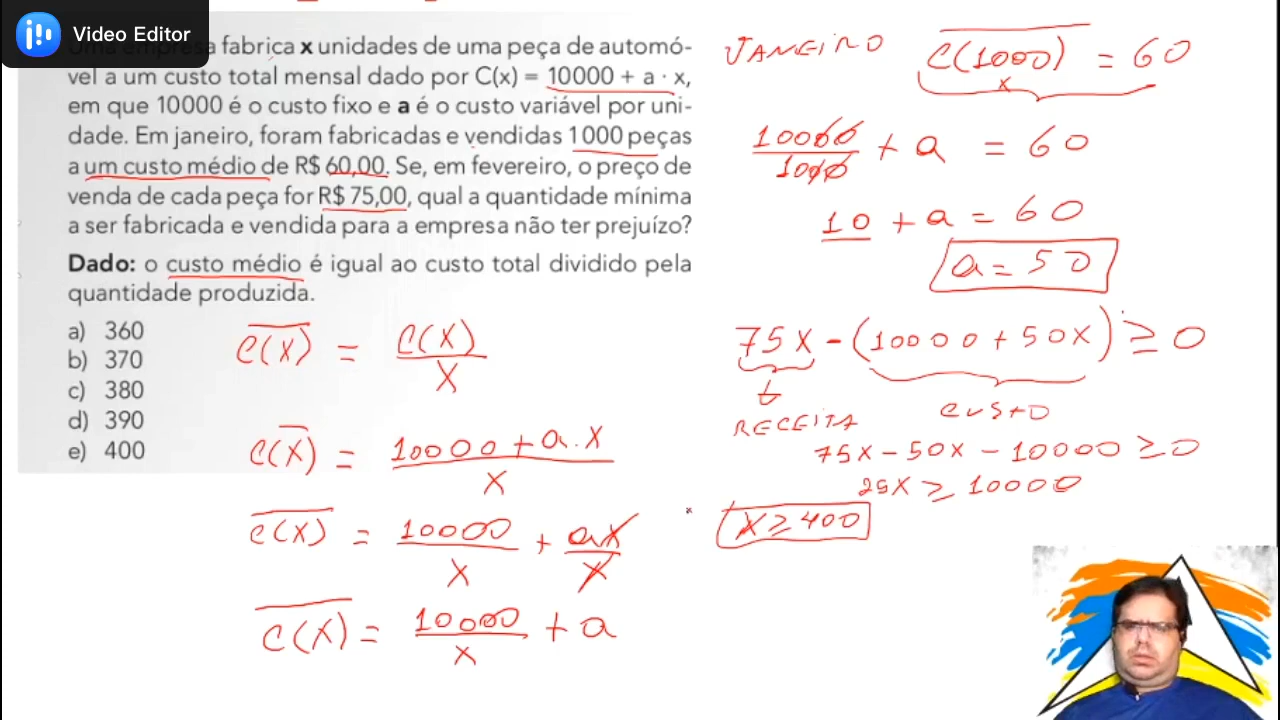 Video Editor
Uma empresa fabrica x unidades de uma peça de automó-
vel a um custo total mensal dado por C(x) = 10000 + a · x,
em que 10000 é o custo fixo e a é o custo variável por uni-
dade. Em janeiro, foram fabricadas e vendidas 1000 peças
a um custo médio de R$ 60,00. Se, em fevereiro, o preço de
venda de cada peça for R$ 75,00, qual a quantidade mínima
a ser fabricada e vendida para a empresa não ter prejuízo?
Dado: o custo médio é igual ao custo total dividido pela
quantidade produzida.
a) 360
b) 370
c) 380
d) 390
e) 400
C(X) = C(X)
X
C(X) = 10000 + a.X
X
C(X) = 10000 + aX
X X
C(X) = 10000 + a
X
JANEIRO C(1000) = 60
X
10000 + a = 60
1000
10 + a = 60
a = 50
75X - (10000 + 50X) ≥ 0
RECEITA CUSTO
75X - 50X - 10000 ≥ 0
25X ≥ 10000
X ≥ 400